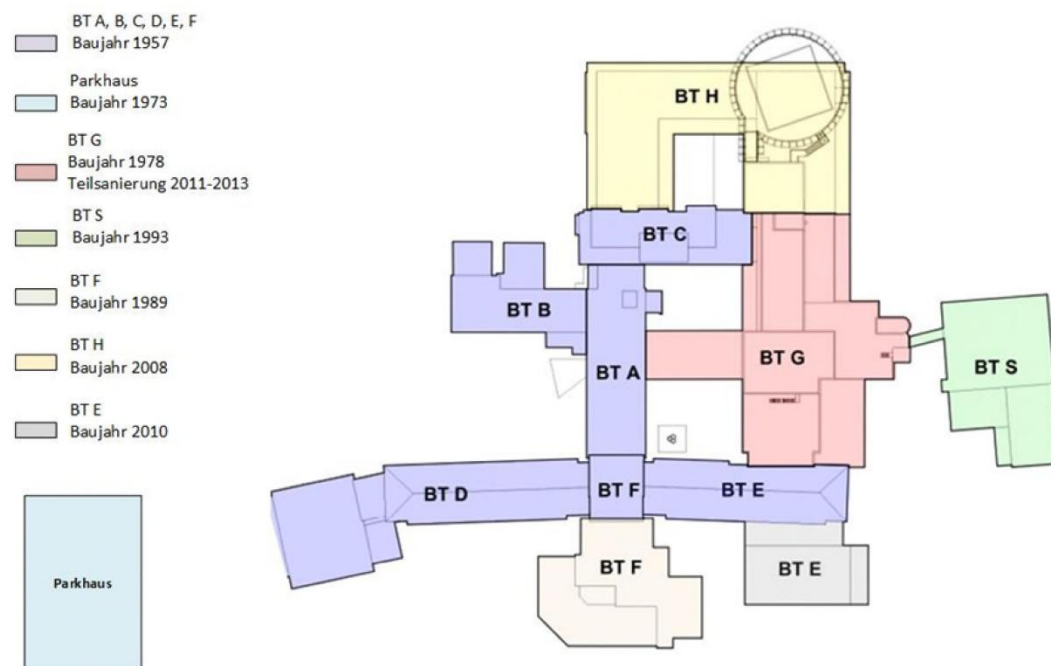 BT A, B, C, D, E, F
Baujahr 1957
Parkhaus
Baujahr 1973
BT G
Baujahr 1978
Teilsanierung 2011-2013
BT S
Baujahr 1993
BT F
Baujahr 1989
BT H
Baujahr 2008
BT E
Baujahr 2010
Parkhaus
BT H
BT C
BT B
BT A
BT G
BT S
BT D
BT F
BT E
BT F
BT E